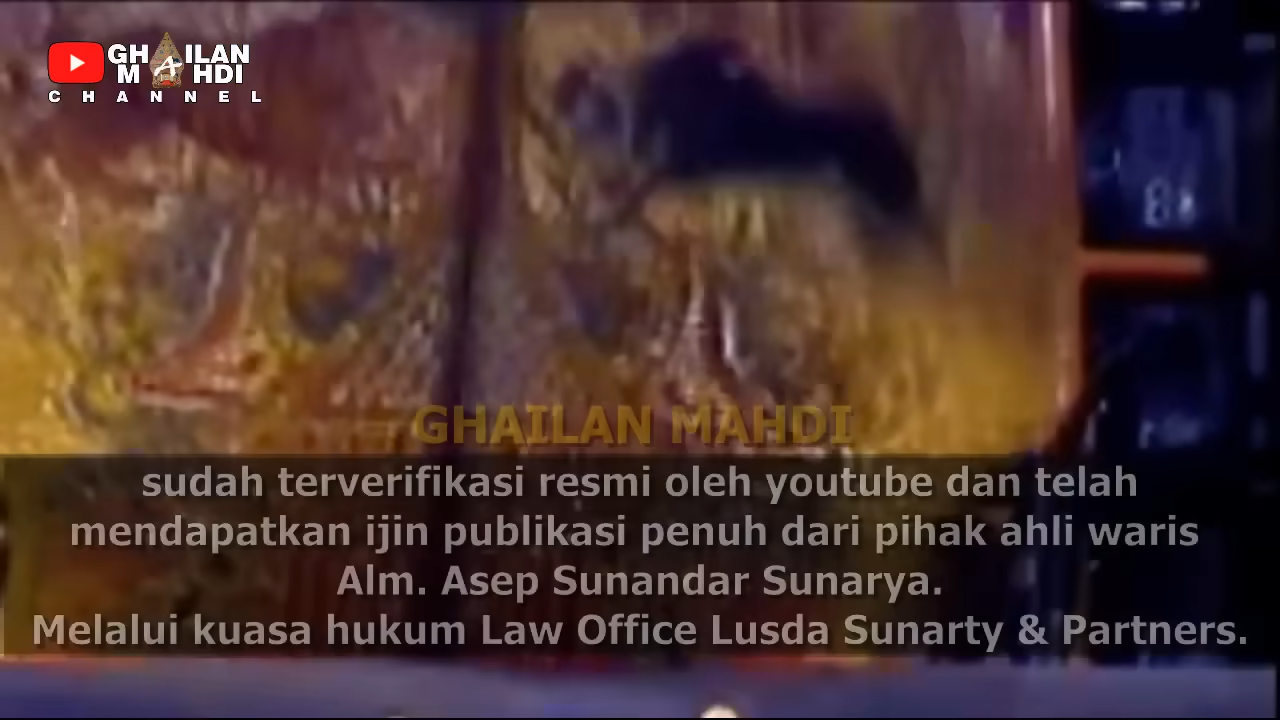 GHAILAN
MAHDI
CHANNEL
GHAILAN MAHDI
sudah terverifikasi resmi oleh youtube dan telah
mendapatkan ijin publikasi penuh dari pihak ahli waris
Alm. Asep Sunandar Sunarya.
Melalui kuasa hukum Law Office Lusda Sunarty & Partners.